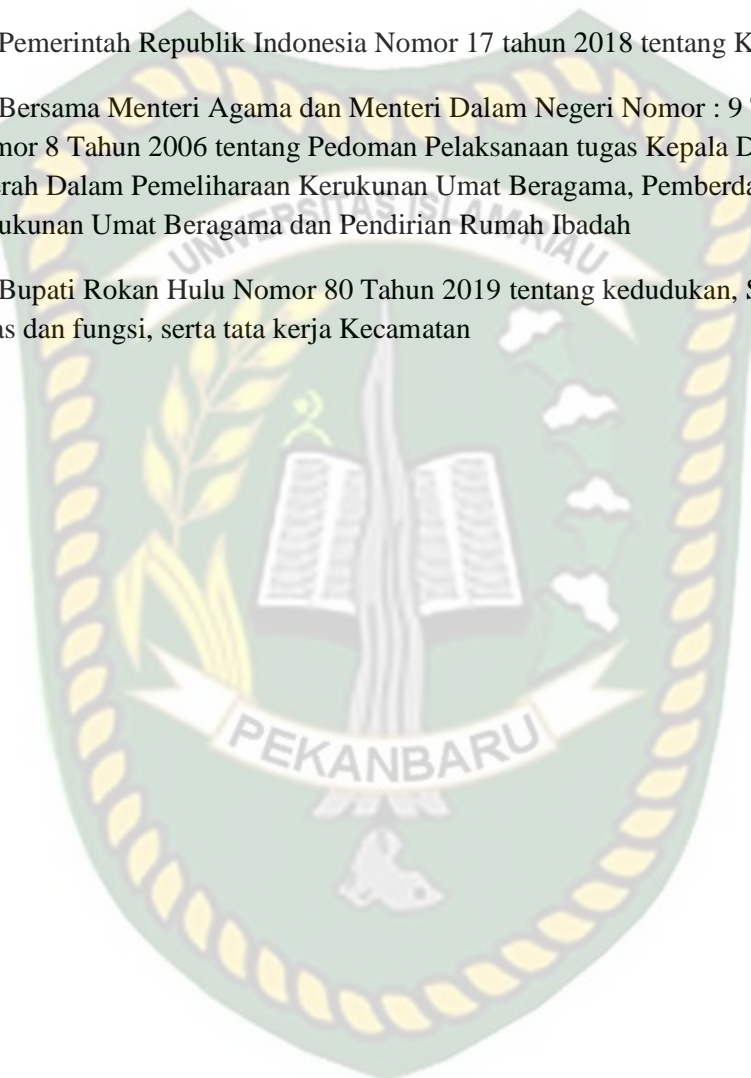 Pemerintah Republik Indonesia Nomor 17 tahun 2018 tentang K
Bersama Menteri Agama dan Menteri Dalam Negeri Nomor : 9
mor 8 Tahun 2006 tentang Pedoman Pelaksanaan tugas Kepala D
erah Dalam Pemeliharaan Kerukunan Umat Beragama, Pemberda
ukunan Umat Beragama dan Pendirian Rumah Ibadah
UNIVERSITAS ISLAM RIAU
Bupati Rokan Hulu Nomor 80 Tahun 2019 tentang kedudukan, S
as dan fungsi, serta tata kerja Kecamatan
PEKANBARU